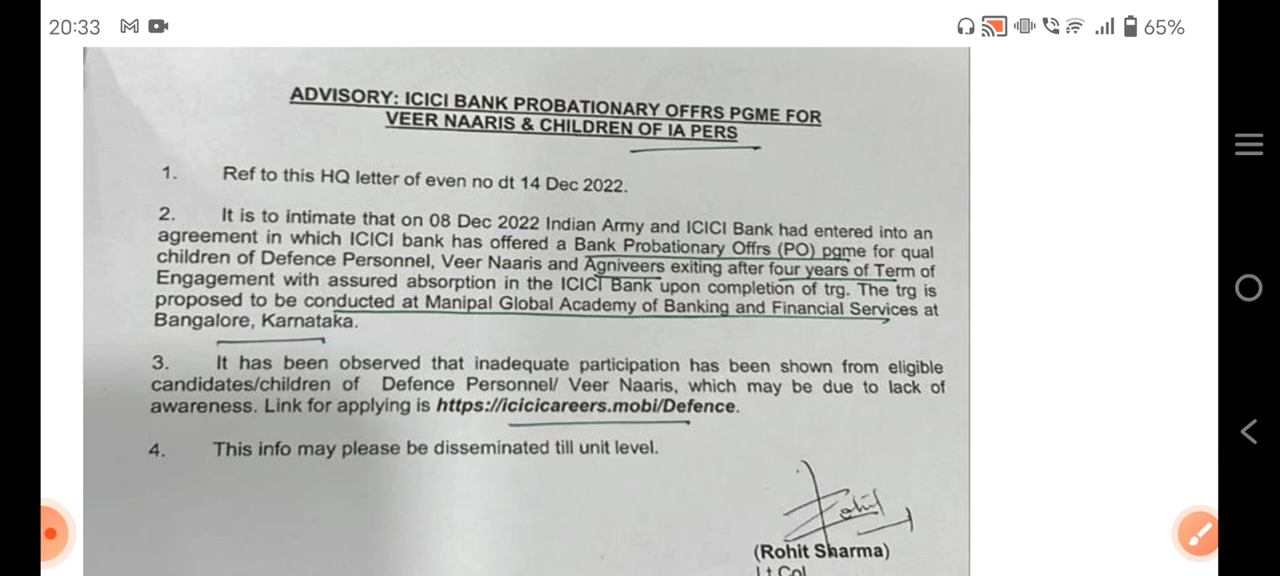 20:33
65%
ADVISORY: ICICI BANK PROBATIONARY OFFRS PGME FOR
VEER NAARIS & CHILDREN OF IA PERS
1. Ref to this HQ letter of even no dt 14 Dec 2022.
2. It is to intimate that on 08 Dec 2022 Indian Army and ICICI Bank had entered into an
agreement in which ICICI bank has offered a Bank Probationary Offrs (PO) pgme for qual
children of Defence Personnel, Veer Naaris and Agniveers exiting after four years of Term of
Engagement with assured absorption in the ICICI Bank upon completion of trg. The trg is
proposed to be conducted at Manipal Global Academy of Banking and Financial Services at
Bangalore, Karnataka.
3. It has been observed that inadequate participation has been shown from eligible
candidates/children of Defence Personnel/ Veer Naaris, which may be due to lack of
awareness. Link for applying is https://icicicareers.mobi/Defence.
4. This info may please be disseminated till unit level.
(Rohit Sharma)
Lt Col